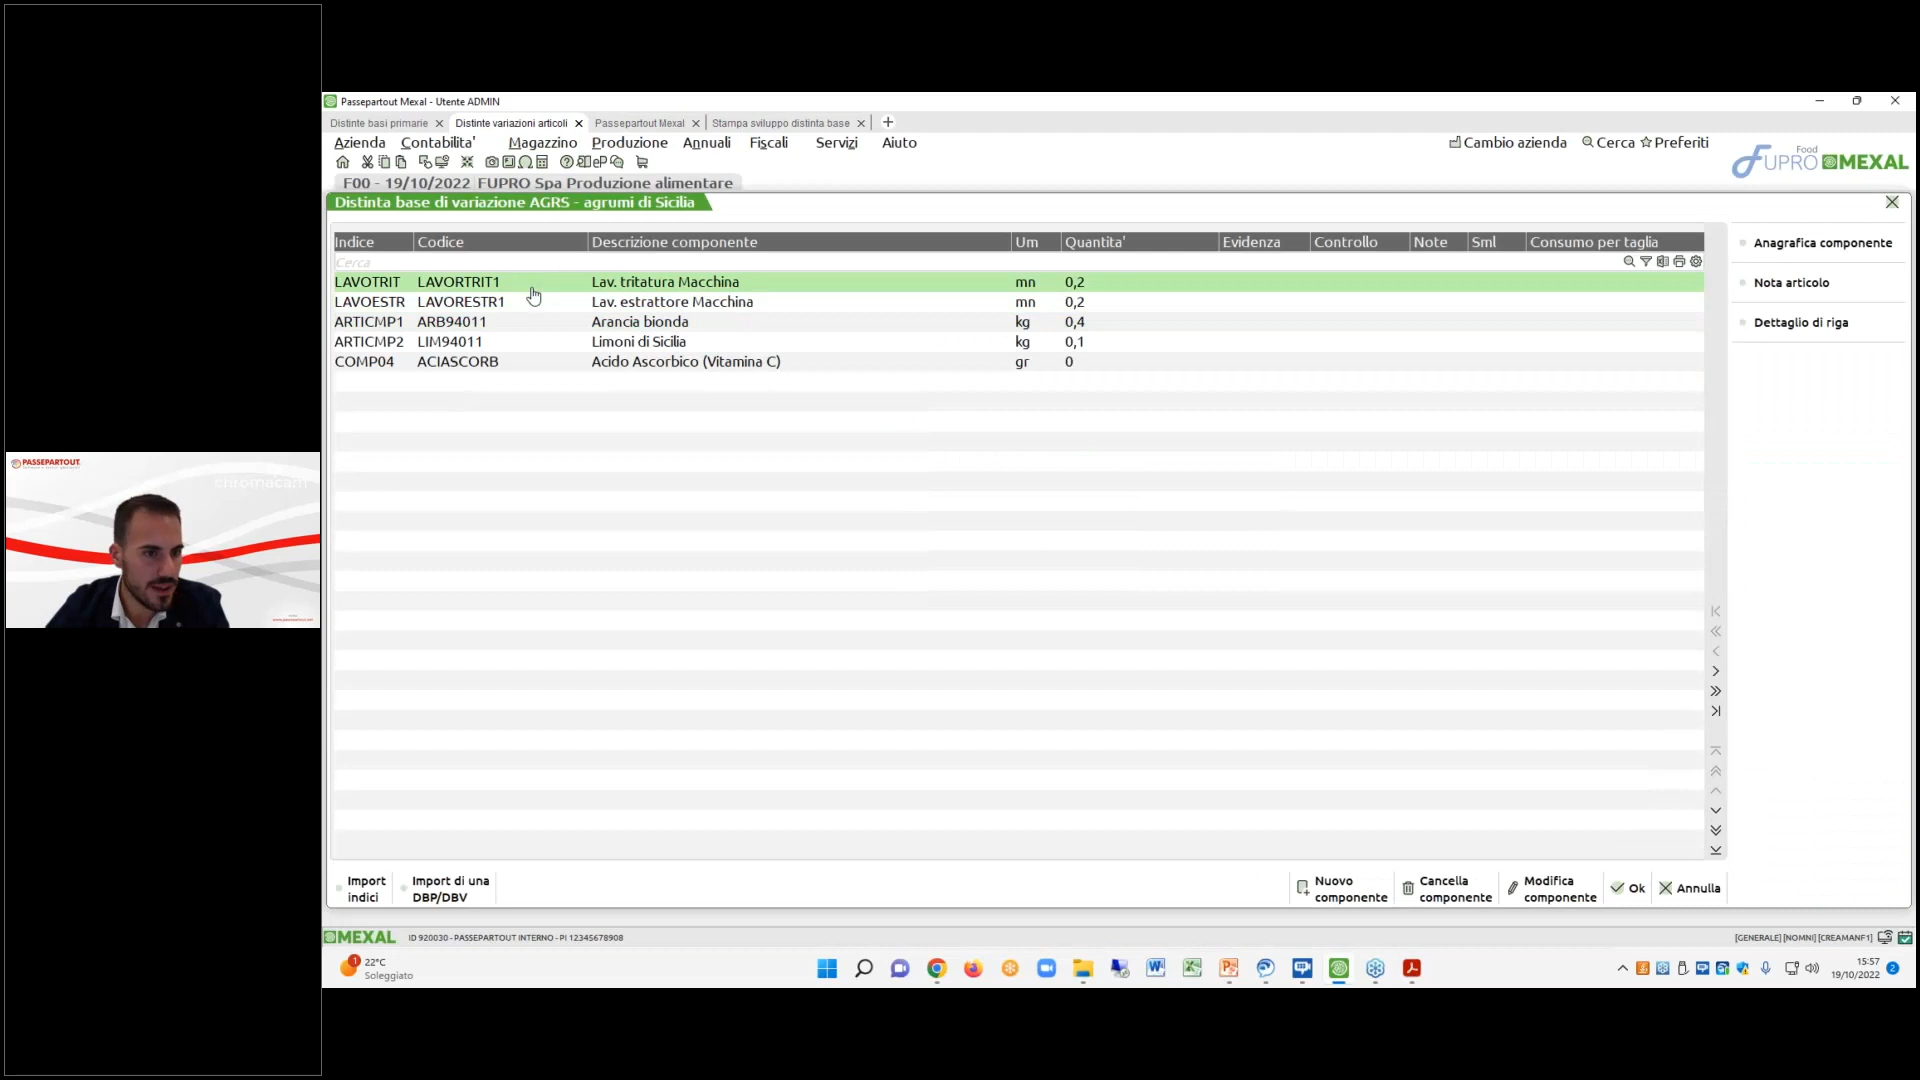 Passepartout Mexal - Utente ADMIN
Distinte basi primarie
Distinte variazioni articoli
Passepartout Mexal
Stampa sviluppo distinta base
Azienda Contabilita' Magazzino Produzione Annuali Fiscali Servizi Aiuto
Cambio azienda Cerca Preferiti
Food
FUPRO MEXAL
F00 - 19/10/2022 FUPRO Spa Produzione alimentare
Distinta base di variazione AGRS - agrumi di Sicilia
Indice Codice Descrizione componente Um Quantita' Evidenza Controllo Note Sml Consumo per taglia
Cerca
LAVOTRIT LAVORTRIT1 Lav. tritatura Macchina mn 0,2
LAVOESTR LAVORESTR1 Lav. estrattore Macchina mn 0,2
ARTICMP1 ARB94011 Arancia bionda kg 0,4
ARTICMP2 LIM94011 Limoni di Sicilia kg 0,1
COMP04 ACIASCORB Acido Ascorbico (Vitamina C) gr 0
Anagrafica componente
Nota articolo
Dettaglio di riga
PASSEPARTOUT
chromacam
Import
indici
Import di una
DBP/DBV
Nuovo
componente
Cancella
componente
Modifica
componente
Ok
Annulla
MEXAL ID 920030 - PASSEPARTOUT INTERNO - PI 12345678908
[GENERALE] [NOMNI] [CREAMANF1]
1
22°C
Soleggiato
15:57
19/10/2022
2